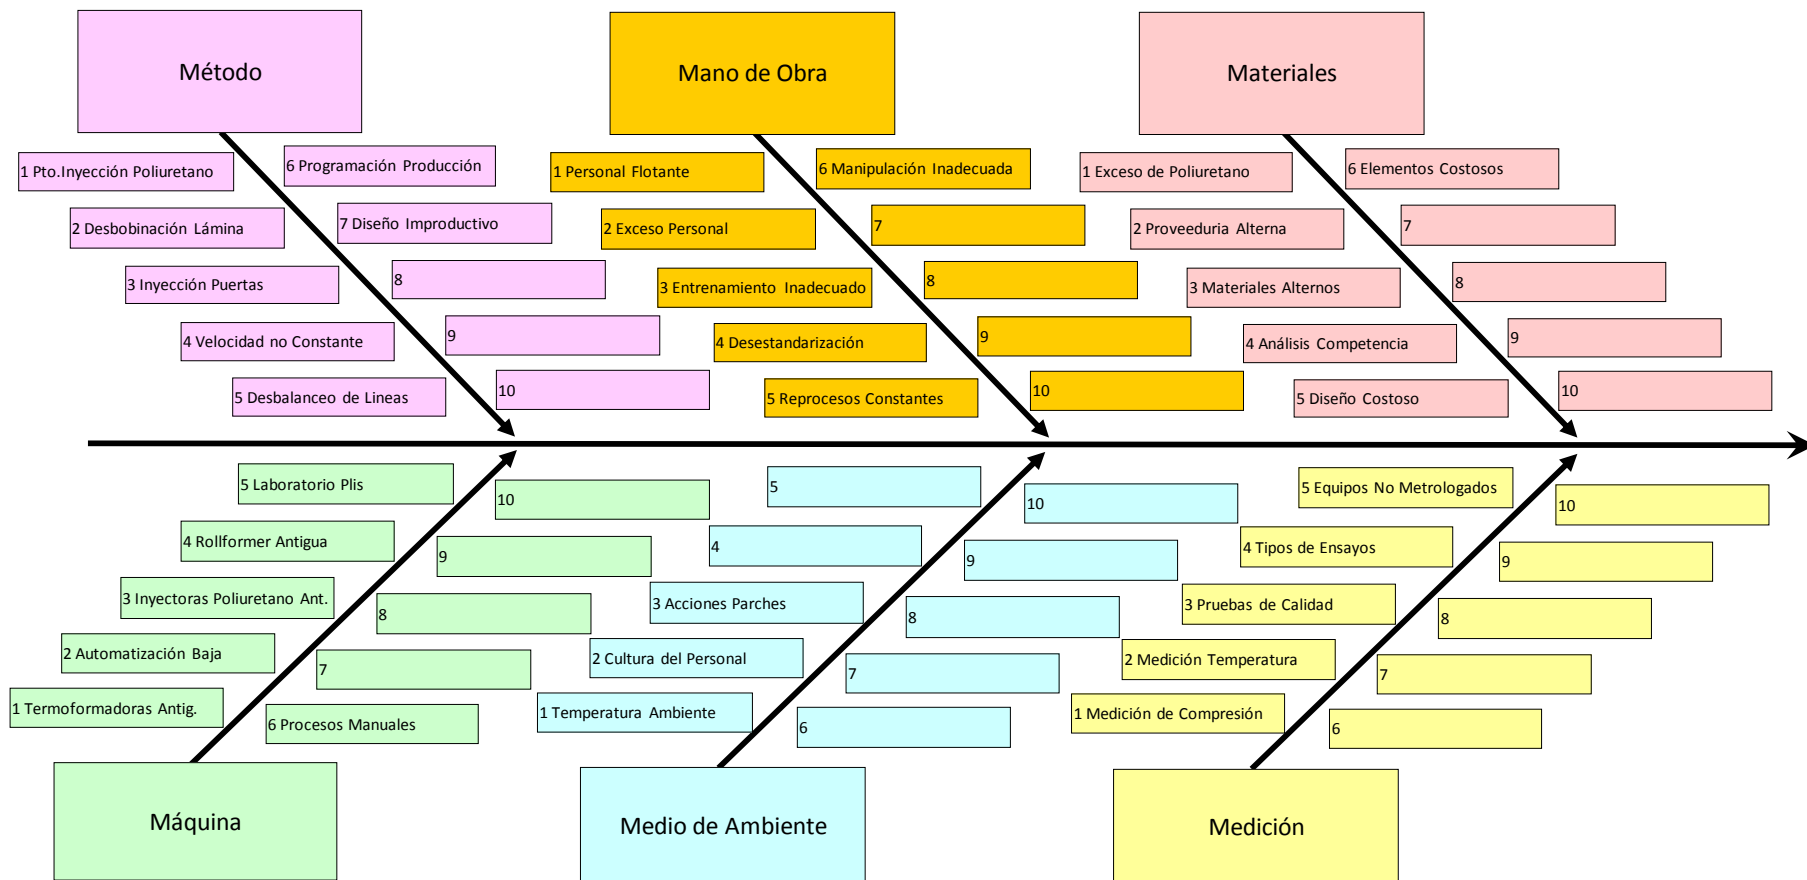 Método
Mano de Obra
Materiales
1 Pto.Inyección Poliuretano
2 Desbobinación Lámina
3 Inyección Puertas
4 Velocidad no Constante
5 Desbalanceo de Lineas
6 Programación Producción
7 Diseño Improductivo
8
9
10
1 Personal Flotante
2 Exceso Personal
3 Entrenamiento Inadecuado
4 Desestandarización
5 Reprocesos Constantes
6 Manipulación Inadecuada
7
8
9
10
1 Exceso de Poliuretano
2 Proveeduria Alterna
3 Materiales Alternos
4 Análisis Competencia
5 Diseño Costoso
6 Elementos Costosos
7
8
9
10
5 Laboratorio Plis
4 Rollformer Antigua
3 Inyectoras Poliuretano Ant.
2 Automatización Baja
1 Termoformadoras Antig.
10
9
8
7
6 Procesos Manuales
5
4
3 Acciones Parches
2 Cultura del Personal
1 Temperatura Ambiente
10
9
8
7
6
5 Equipos No Metrologados
4 Tipos de Ensayos
3 Pruebas de Calidad
2 Medición Temperatura
1 Medición de Compresión
10
9
8
7
6
Máquina
Medio de Ambiente
Medición